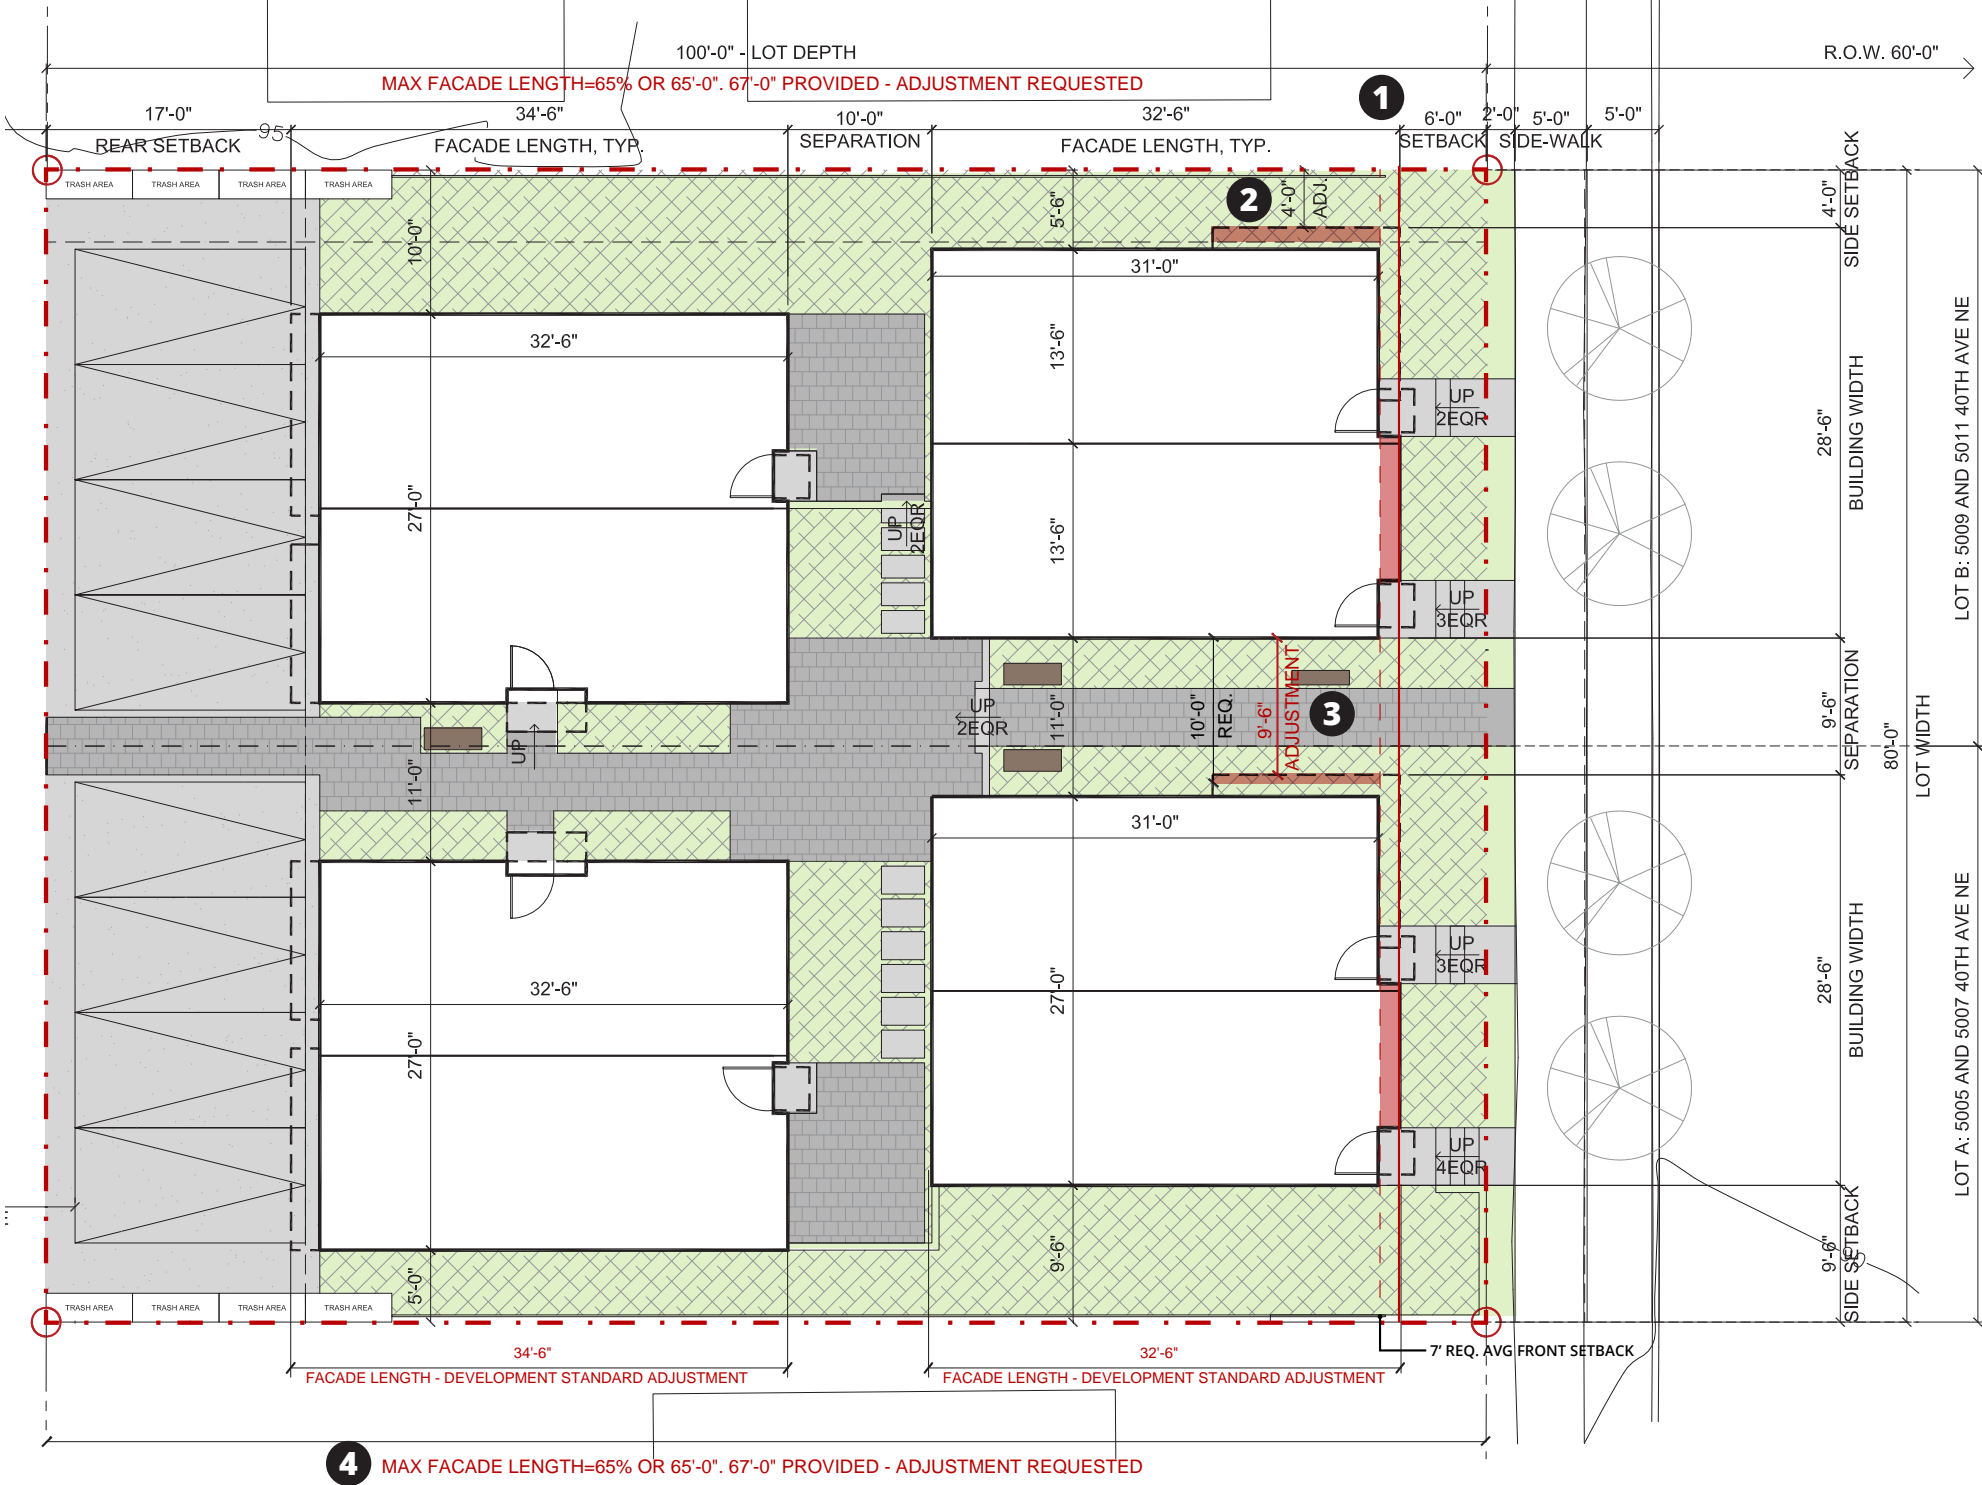 100'-0" - LOT DEPTH
R.O.W. 60'-0"
MAX FACADE LENGTH=65% OR 65'-0". 67'-0" PROVIDED - ADJUSTMENT REQUESTED
1
17'-0"
34'-6"
10'-0"
32'-6"
6'-0"
2'-0"
5'-0"
5'-0"
95
REAR SETBACK
FACADE LENGTH, TYP.
SEPARATION
FACADE LENGTH, TYP.
SETBACK
SIDE-WALK
TRASH AREA
TRASH AREA
TRASH AREA
TRASH AREA
2
4'-0"
ADJ.
5'-6"
10'-0"
4'-0"
SIDE SETBACK
31'-0"
32'-6"
13'-6"
UP
2EQR
28'-6"
BUILDING WIDTH
LOT B: 5009 AND 5011 40TH AVE NE
27'-0"
UP
2EQR
13'-6"
UP
3EQR
UP
2EQR
11'-0"
10'-0"
REQ.
9'-6"
ADJUSTMENT
3
9'-6"
SEPARATION
80'-0"
LOT WIDTH
UP
11'-0"
31'-0"
32'-6"
27'-0"
27'-0"
UP
3EQR
28'-6"
BUILDING WIDTH
LOT A: 5005 AND 5007 40TH AVE NE
UP
4EQR
5'-0"
9'-6"
9'-6"
SIDE SETBACK
TRASH AREA
TRASH AREA
TRASH AREA
TRASH AREA
34'-6"
32'-6"
7' REQ. AVG FRONT SETBACK
FACADE LENGTH - DEVELOPMENT STANDARD ADJUSTMENT
FACADE LENGTH - DEVELOPMENT STANDARD ADJUSTMENT
4
MAX FACADE LENGTH=65% OR 65'-0". 67'-0" PROVIDED - ADJUSTMENT REQUESTED